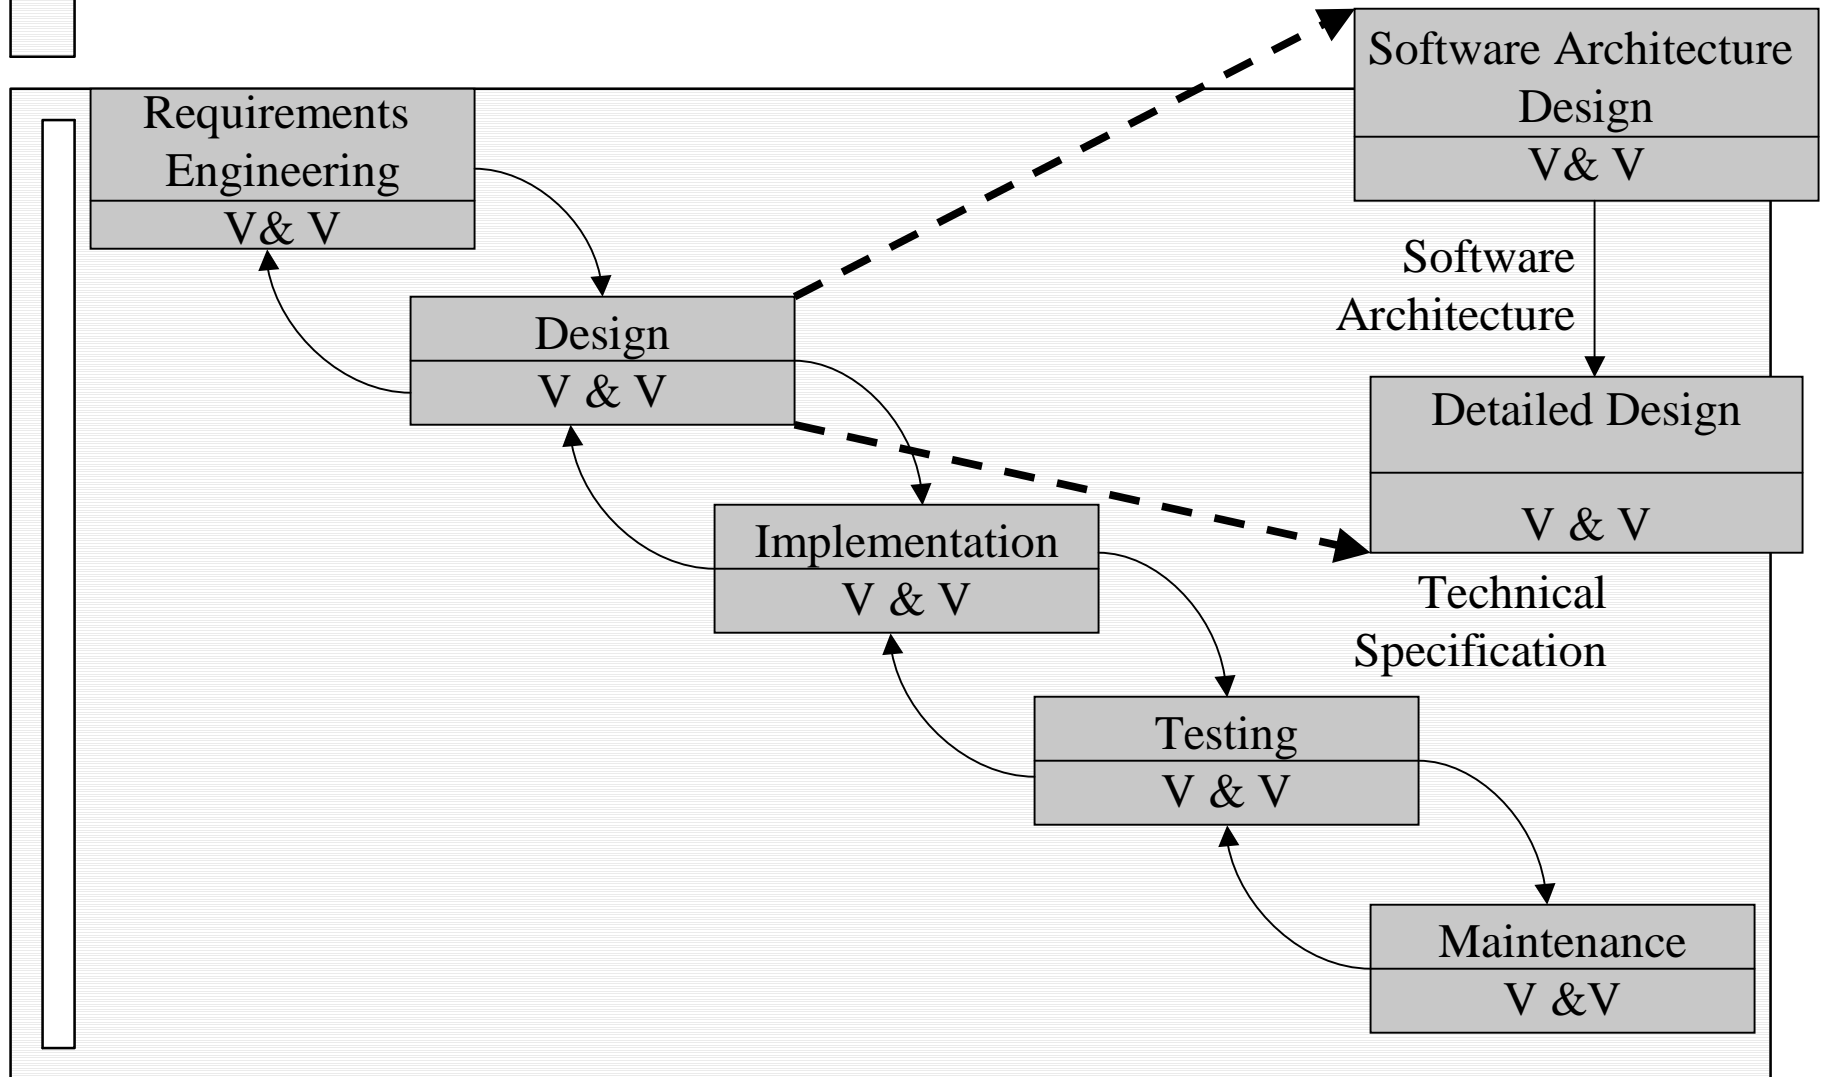 Software Architecture
Design
V& V
Requirements
Engineering
V& V
Software
Architecture
Design
V & V
Detailed Design
V & V
Implementation
V & V
Technical
Specification
Testing
V & V
Maintenance
V &V